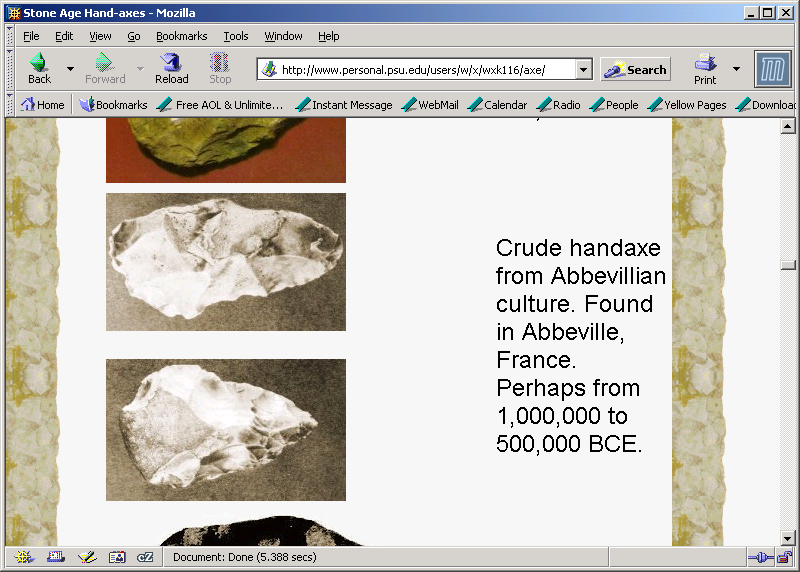 Stone Age Hand-axes - Mozilla
File Edit View Go Bookmarks Tools Window Help
Back Forward Reload Stop http://www.personal.psu.edu/users/w/x/wxk116/axe/ Search Print
Home Bookmarks Free AOL & Unlimite... Instant Message WebMail Calendar Radio People Yellow Pages Downloac
Crude handaxe
from Abbevillian
culture. Found
in Abbeville,
France.
Perhaps from
1,000,000 to
500,000 BCE.
Document: Done (5.388 secs)